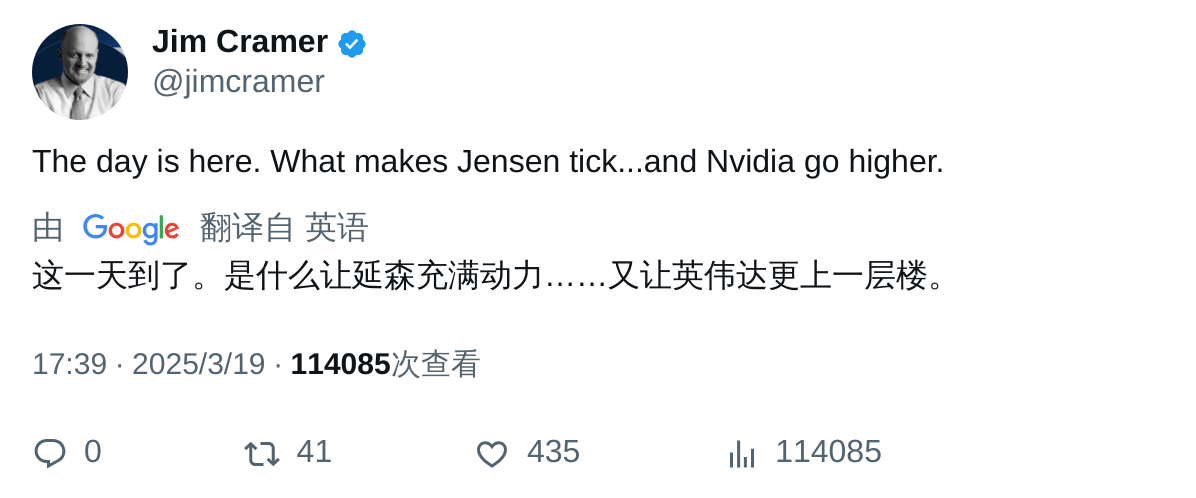 Jim Cramer
@jimcramer
The day is here. What makes Jensen tick...and Nvidia go higher.
由 Google 翻译自 英语
这一天到了。是什么让延森充满动力……又让英伟达更上一层楼。
17:39 · 2025/3/19 · 114085次查看
0 41 435 114085